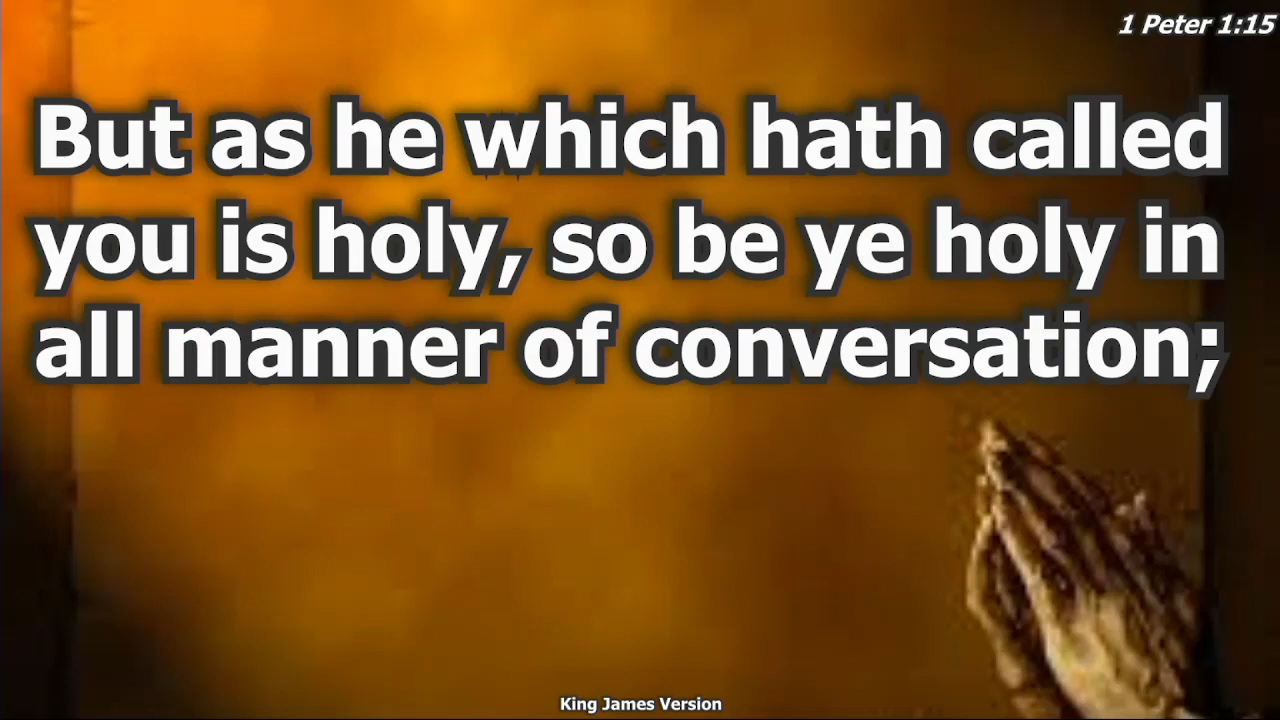 1 Peter 1:15
But as he which hath called
you is holy, so be ye holy in
all manner of conversation;
King James Version